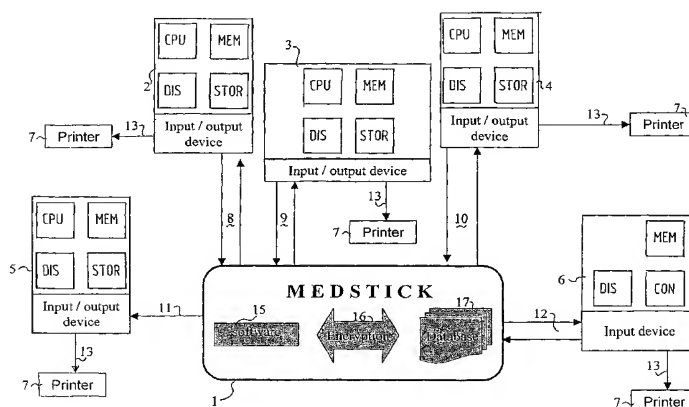 3
CPU MEM
CPU MEM
2
DIS STOR
CPU MEM
DIS STOR
4
7 Printer
13
Input / output device
DIS STOR
Input / output device
13
7
Printer
Input / output device
CPU MEM
8
9
13
10
7 Printer
MEM
5
DIS STOR
6
DIS CON
Input / output device
11
MEDSTICK
15
16
17
12
Input device
software
Encryption
Database
13
13
7 Printer
1
7 Printer